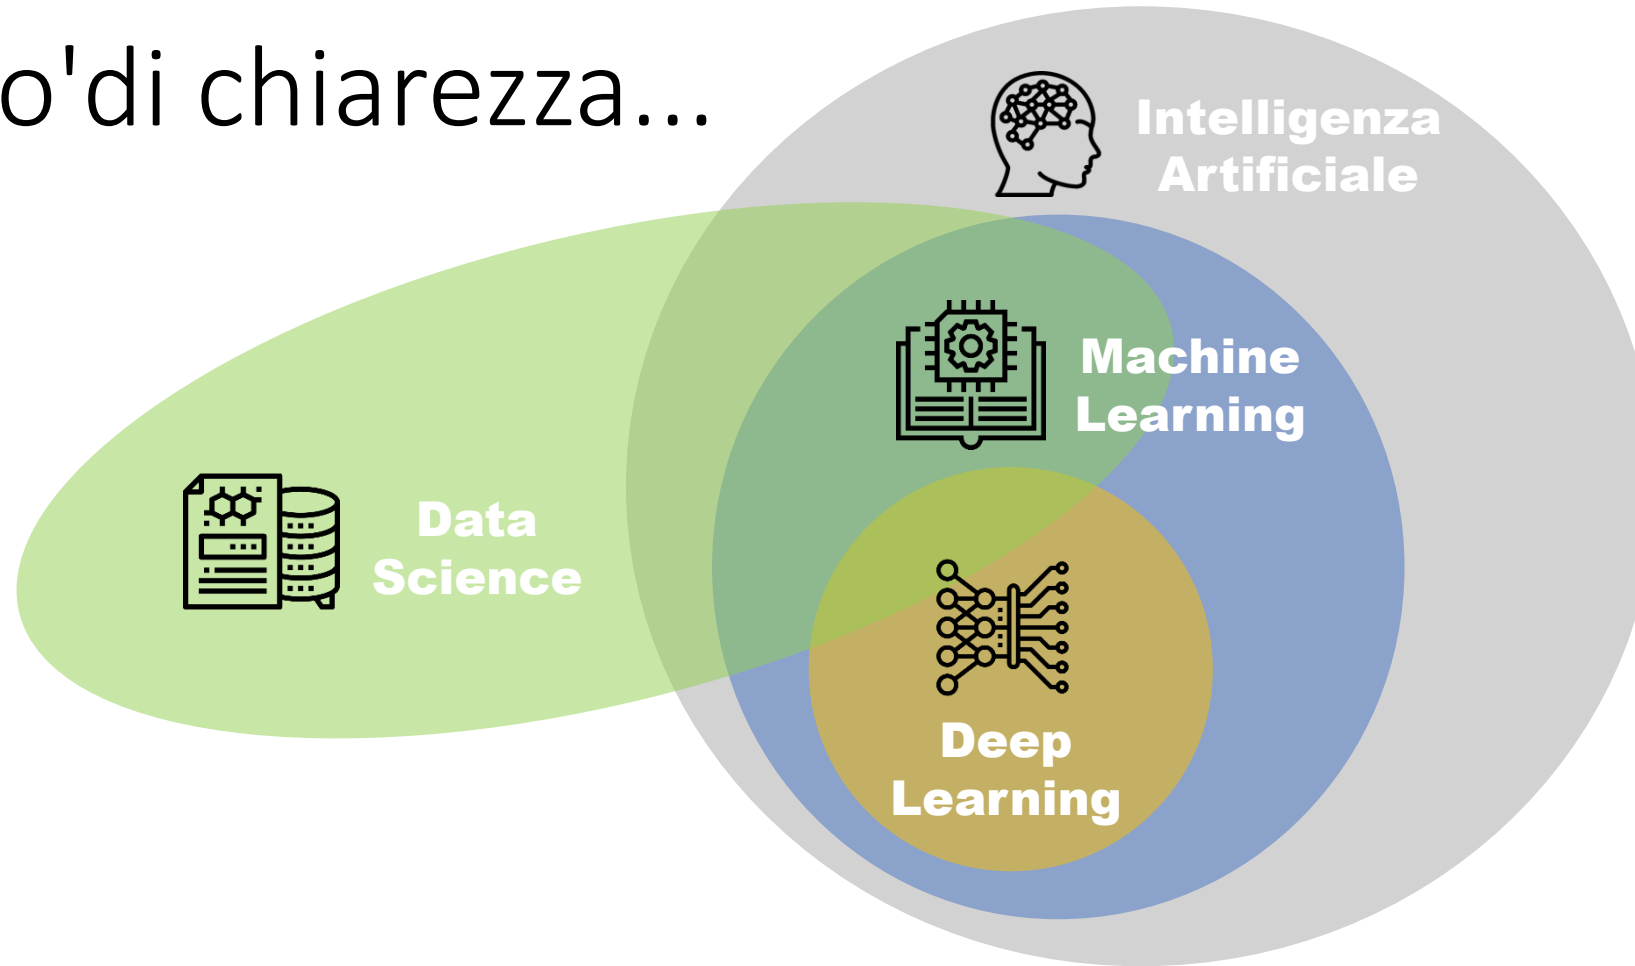 o'di chiarezza...
Intelligenza
Artificiale
Machine
Learning
Data
Science
Deep
Learning